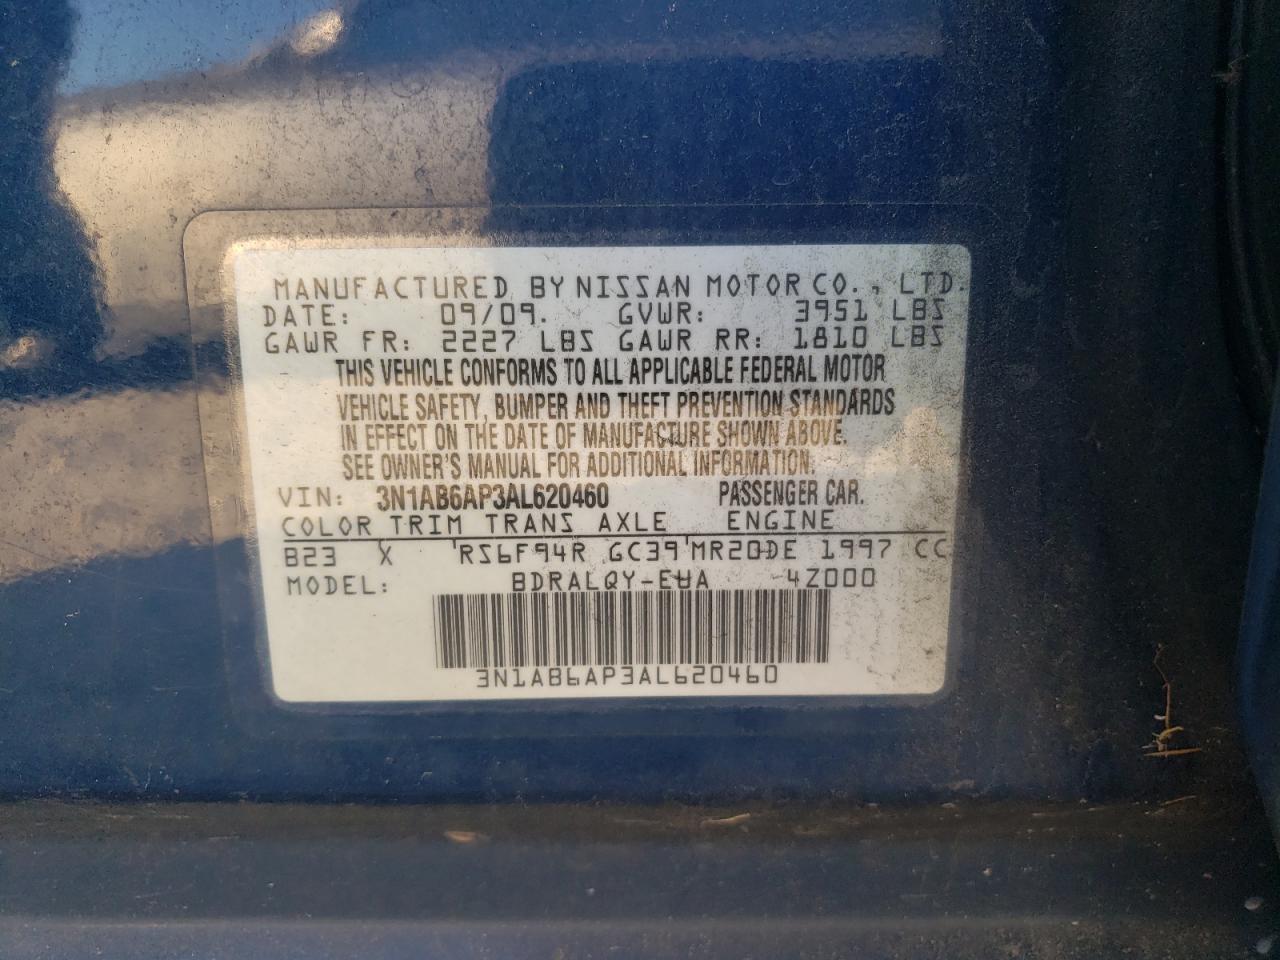 MANUFACTURED BY NISSAN MOTOR CO., LTD.
DATE: 09/09. GVWR: 3951 LBS
GAWR FR: 2227 LBS GAWR RR: 1810 LBS
THIS VEHICLE CONFORMS TO ALL APPLICABLE FEDERAL MOTOR
VEHICLE SAFETY, BUMPER AND THEFT PREVENTION STANDARDS
IN EFFECT ON THE DATE OF MANUFACTURE SHOWN ABOVE.
SEE OWNER'S MANUAL FOR ADDITIONAL INFORMATION.
VIN: 3N1AB6AP3AL620460 PASSENGER CAR.
COLOR TRIM TRANS AXLE ENGINE
B23 X RS6F94R GC39 MR20DE 1997 CC
MODEL: BDRALQY-EUA -4Z000
3N1AB6AP3AL620460